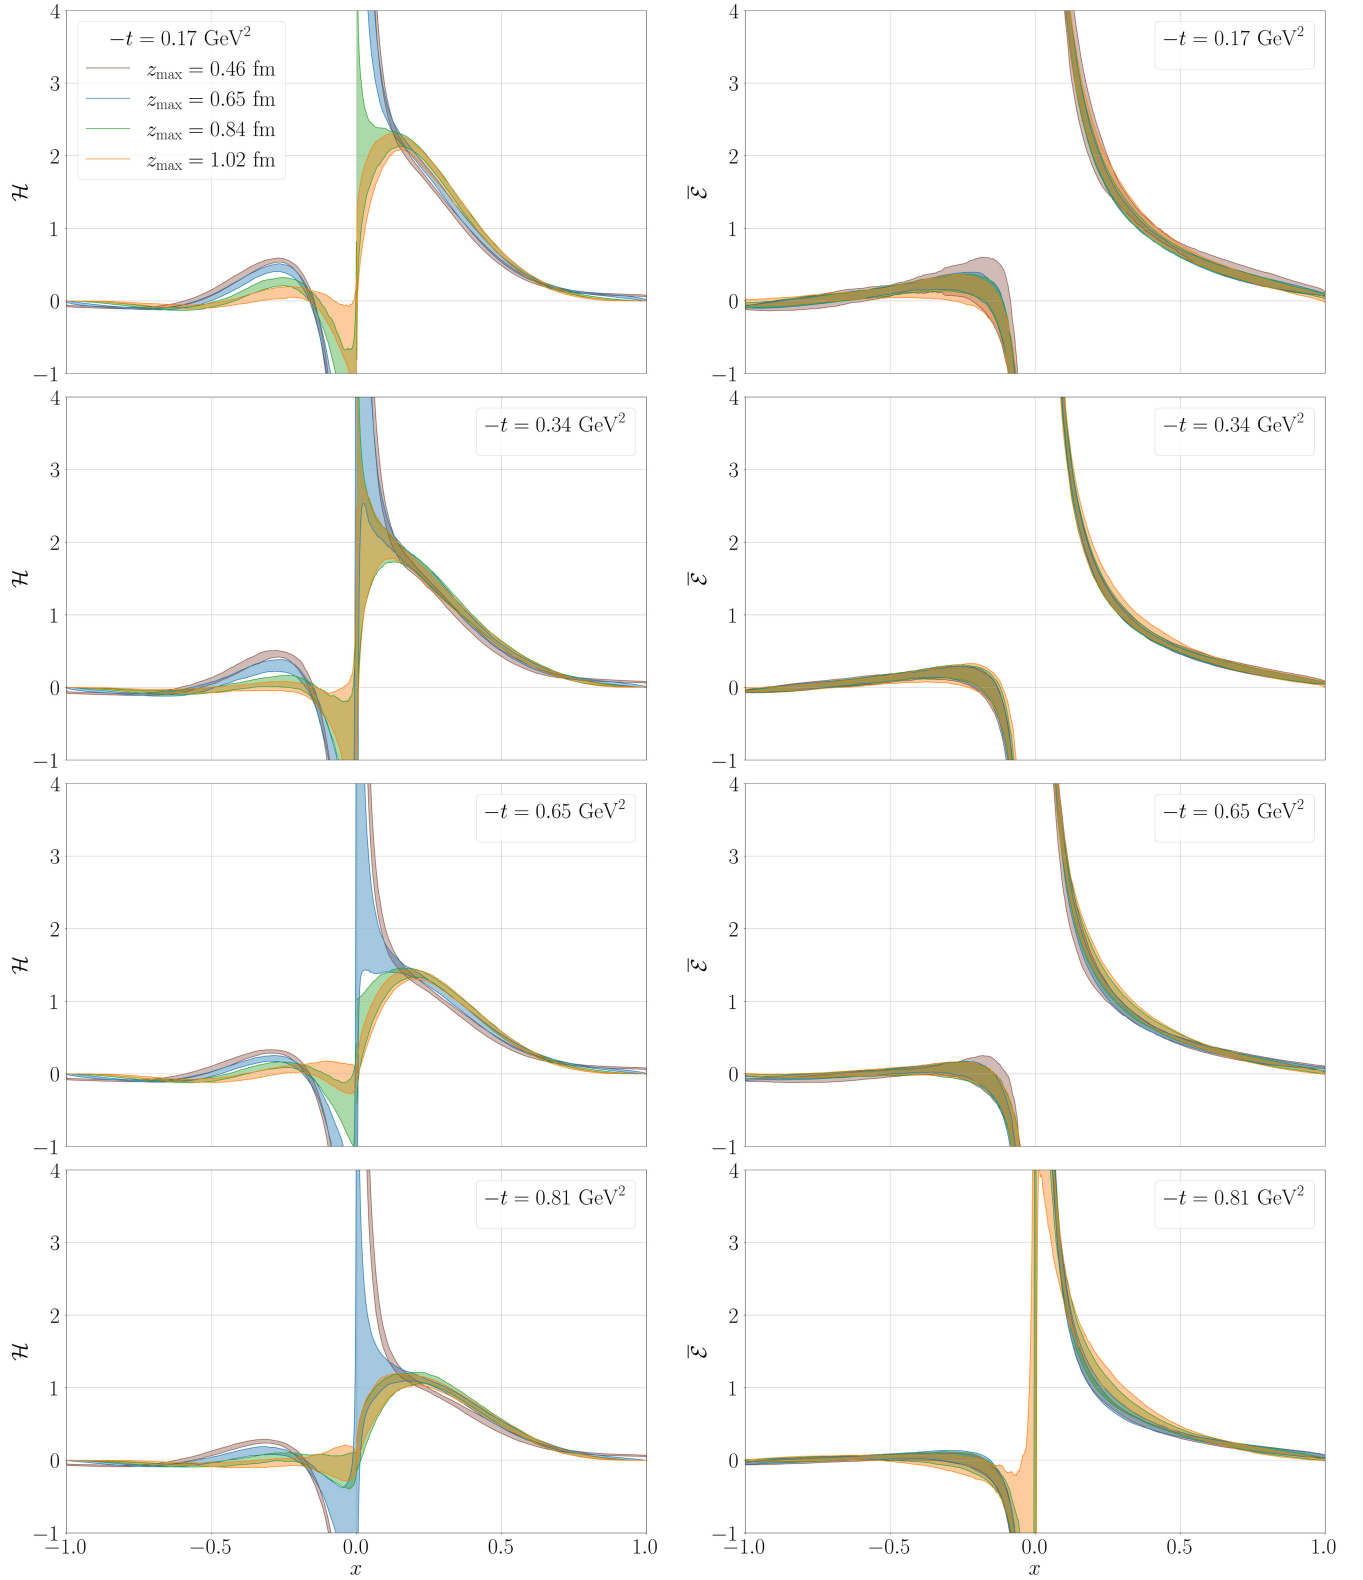 −t = 0.17 GeV²
z_max = 0.46 fm
z_max = 0.65 fm
z_max = 0.84 fm
z_max = 1.02 fm
4
3
2
1
0
−1
ℋ
−t = 0.17 GeV²
4
3
2
1
0
−1
−t = 0.34 GeV²
4
3
2
1
0
−1
ℋ
−t = 0.34 GeV²
4
3
2
1
0
−1
−t = 0.65 GeV²
4
3
2
1
0
−1
ℋ
−t = 0.65 GeV²
4
3
2
1
0
−1
−t = 0.81 GeV²
4
3
2
1
0
−1
ℋ
−1.0 −0.5 0.0 0.5 1.0
x
−t = 0.81 GeV²
4
3
2
1
0
−1
−1.0 −0.5 0.0 0.5 1.0
x